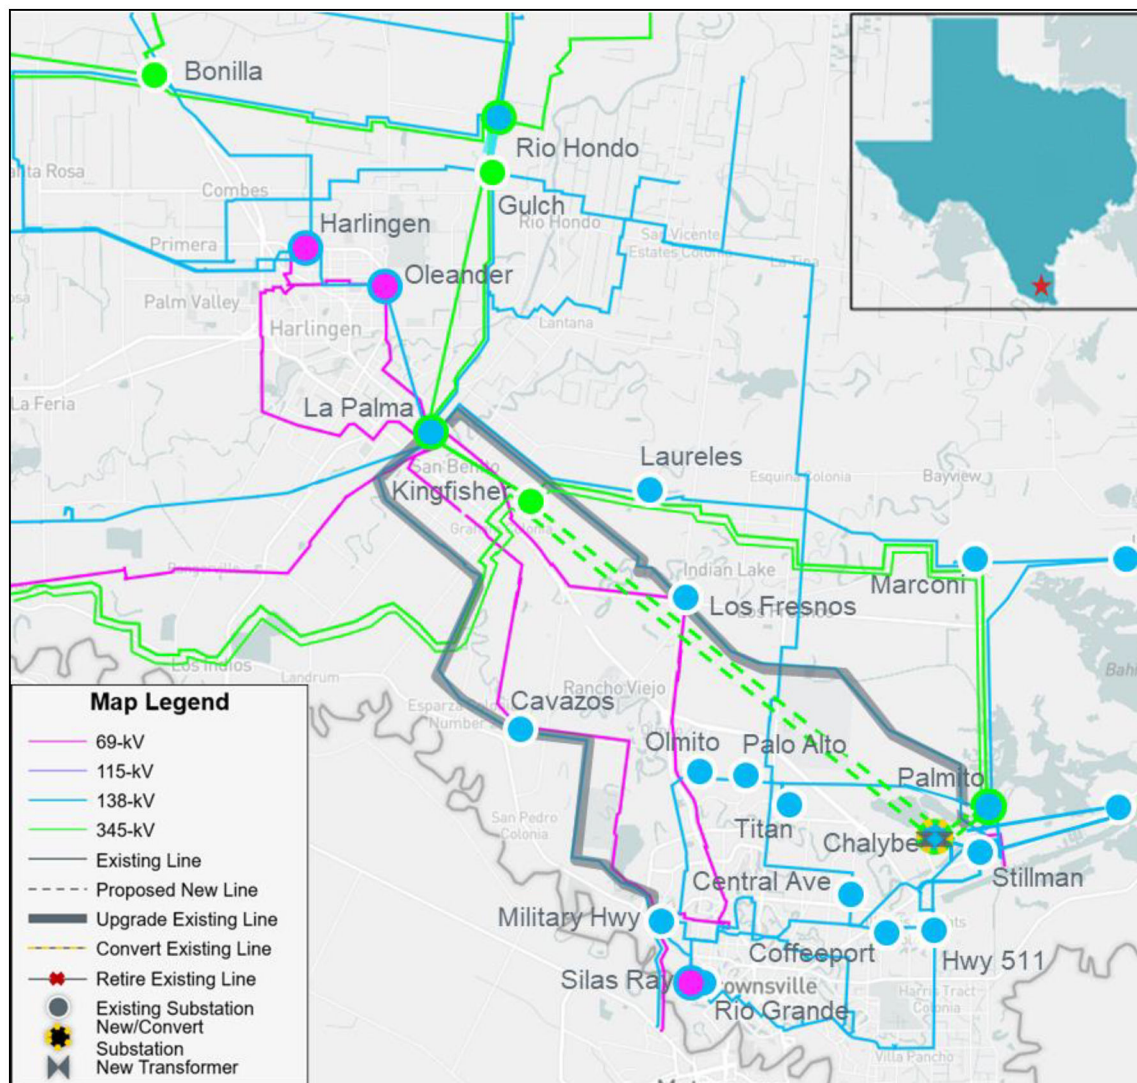 Bonilla
Rio Hondo
anta Rosa
Combes
Gulch
Rio Hondo
Harlingen
Primera
San Vicente
Estates Colonia
La Tina
Oleander
Palm Valley
Harlingen
Lantana
La Feria
La Palma
San Benito
Laureles
Esquina Colonia
Bayview
Kingfisher
Indian Lake
Marconi
Los Fresnos
Los Indios
Landrum
Rancho Viejo
Cavazos
Olmito
Palo Alto
Palmito
San Pedro
Colonia
Titan
Chalybe
Stillman
Central Ave
Military Hwy
Coffeeport
Hwy 511
Silas Ray
ownsville
Rio Grande
Harris Tract
Colonia
Villa Pancho
Map Legend
69-kV
115-kV
138-kV
345-kV
Existing Line
Proposed New Line
Upgrade Existing Line
Convert Existing Line
Retire Existing Line
Existing Substation
New/Convert
Substation
New Transformer